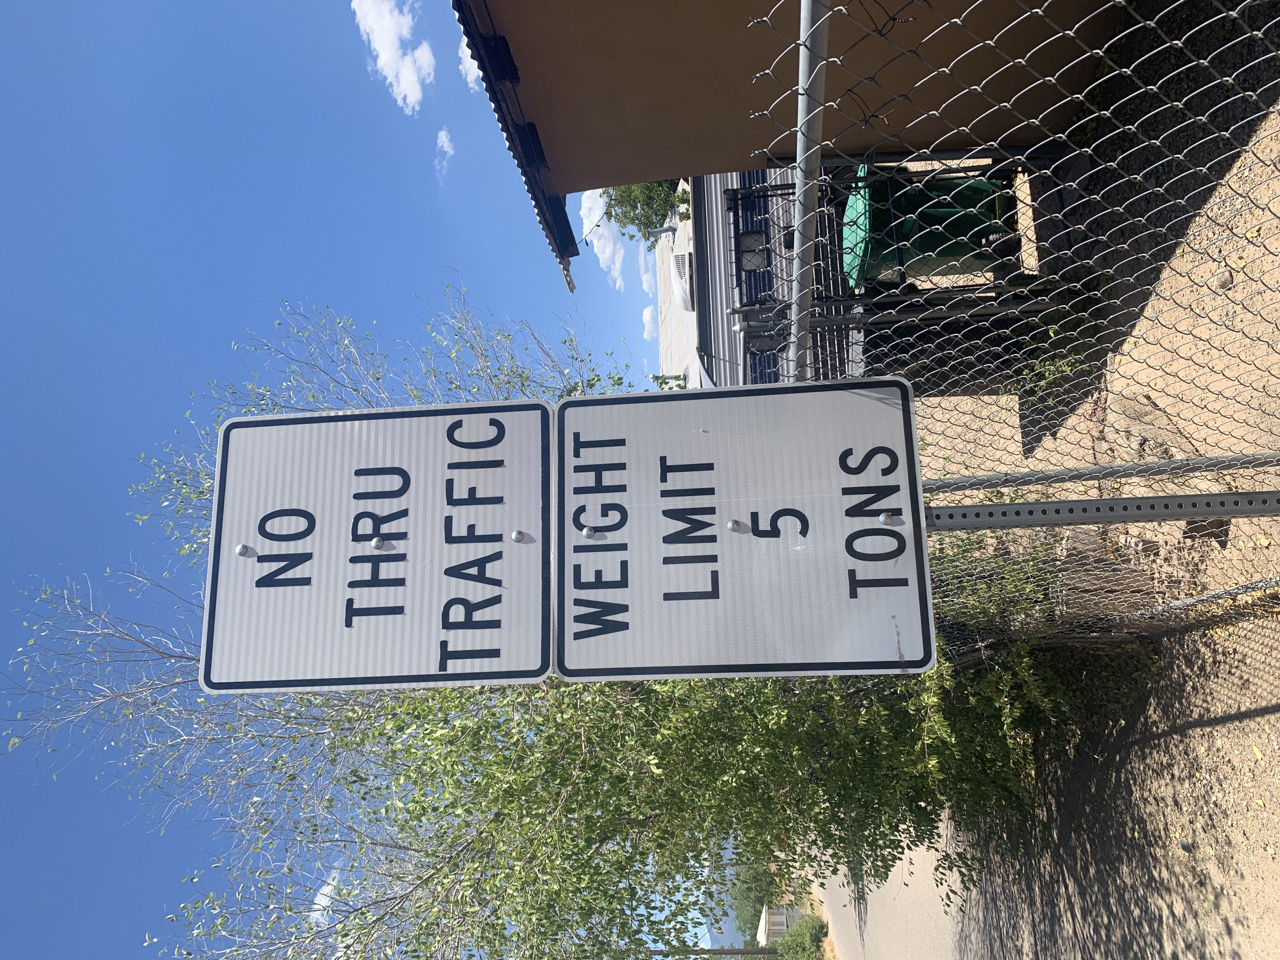 NO
THRU
TRAFFIC
WEIGHT
LIMIT
5
TONS